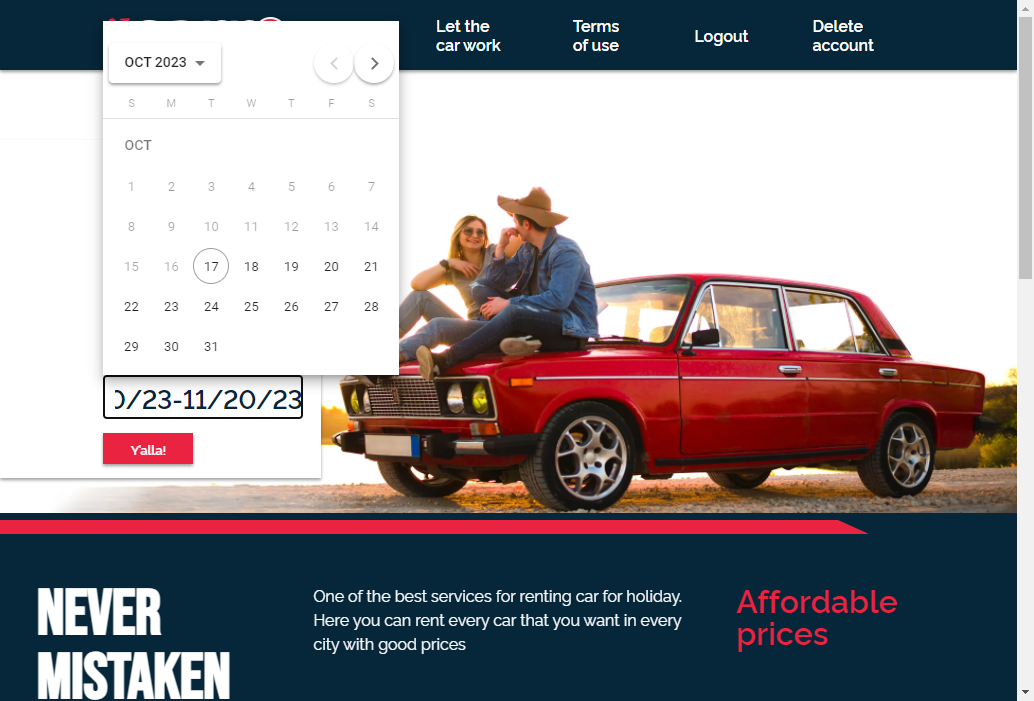 Let the
car work
Terms
of use
Logout
Delete
account
OCT 2023
S M T W T F S
OCT
1 2 3 4 5 6 7
8 9 10 11 12 13 14
15 16 17 18 19 20 21
22 23 24 25 26 27 28
29 30 31
0/23-11/20/23
Y'alla!
NEVER
MISTAKEN
One of the best services for renting car for holiday.
Here you can rent every car that you want in every
city with good prices
Affordable
prices